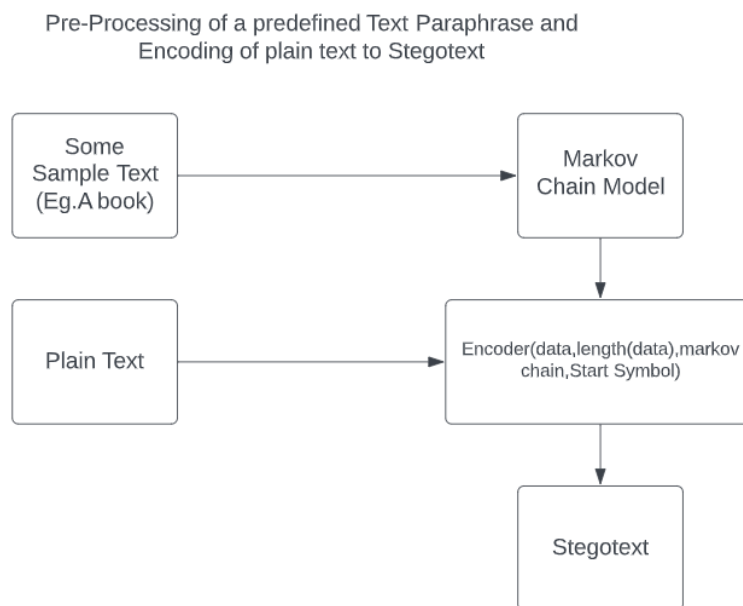 Pre-Processing of a predefined Text Paraphrase and
Encoding of plain text to Stegotext
Some
Sample Text
(Eg.A book)
Markov
Chain Model
Plain Text
Encoder(data,length(data),markov
chain,Start Symbol)
Stegotext